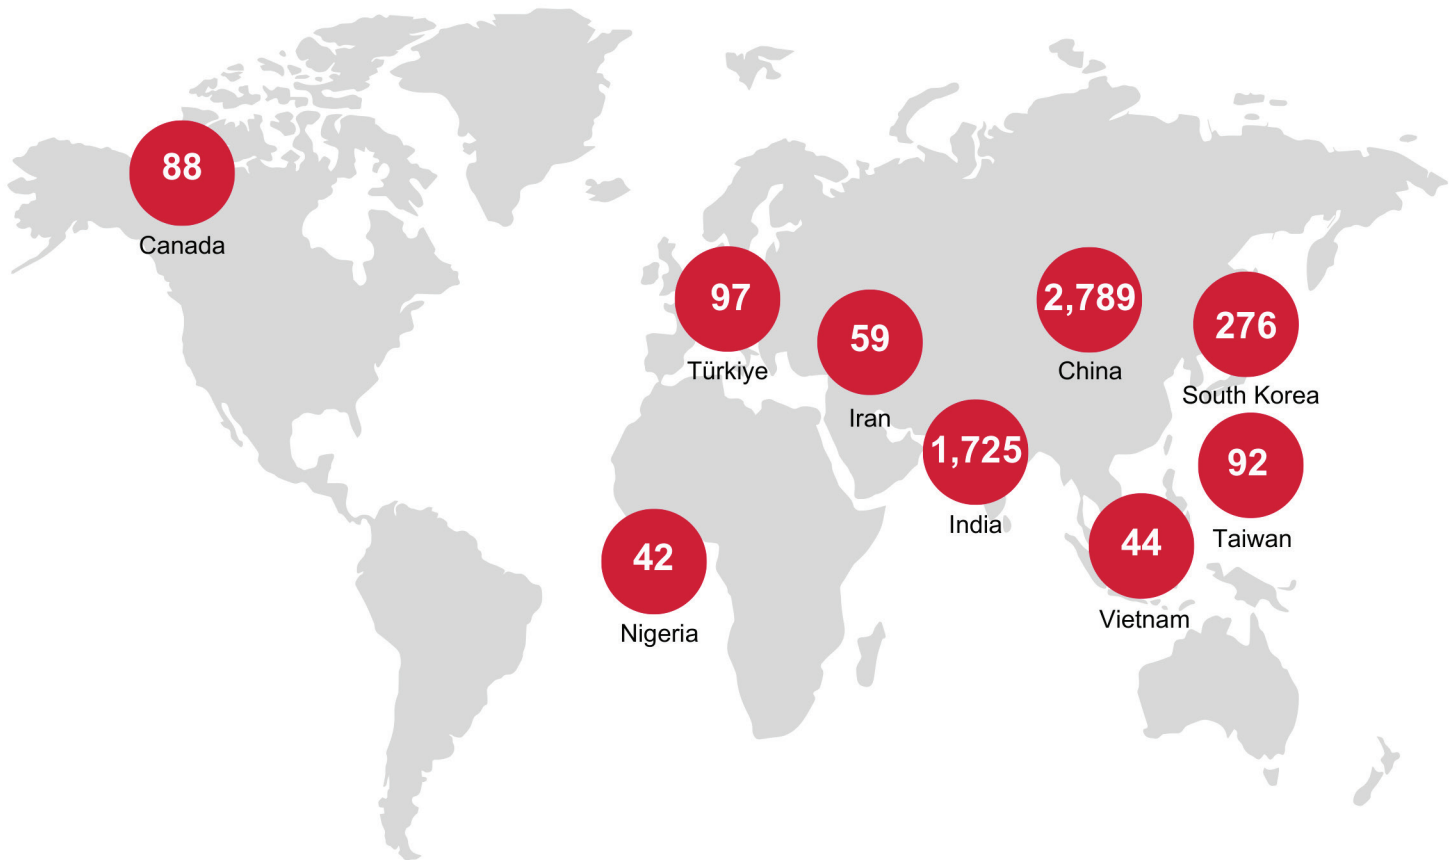 88
Canada
97
Türkiye
59
Iran
2,789
China
276
South Korea
1,725
India
92
Taiwan
42
Nigeria
44
Vietnam